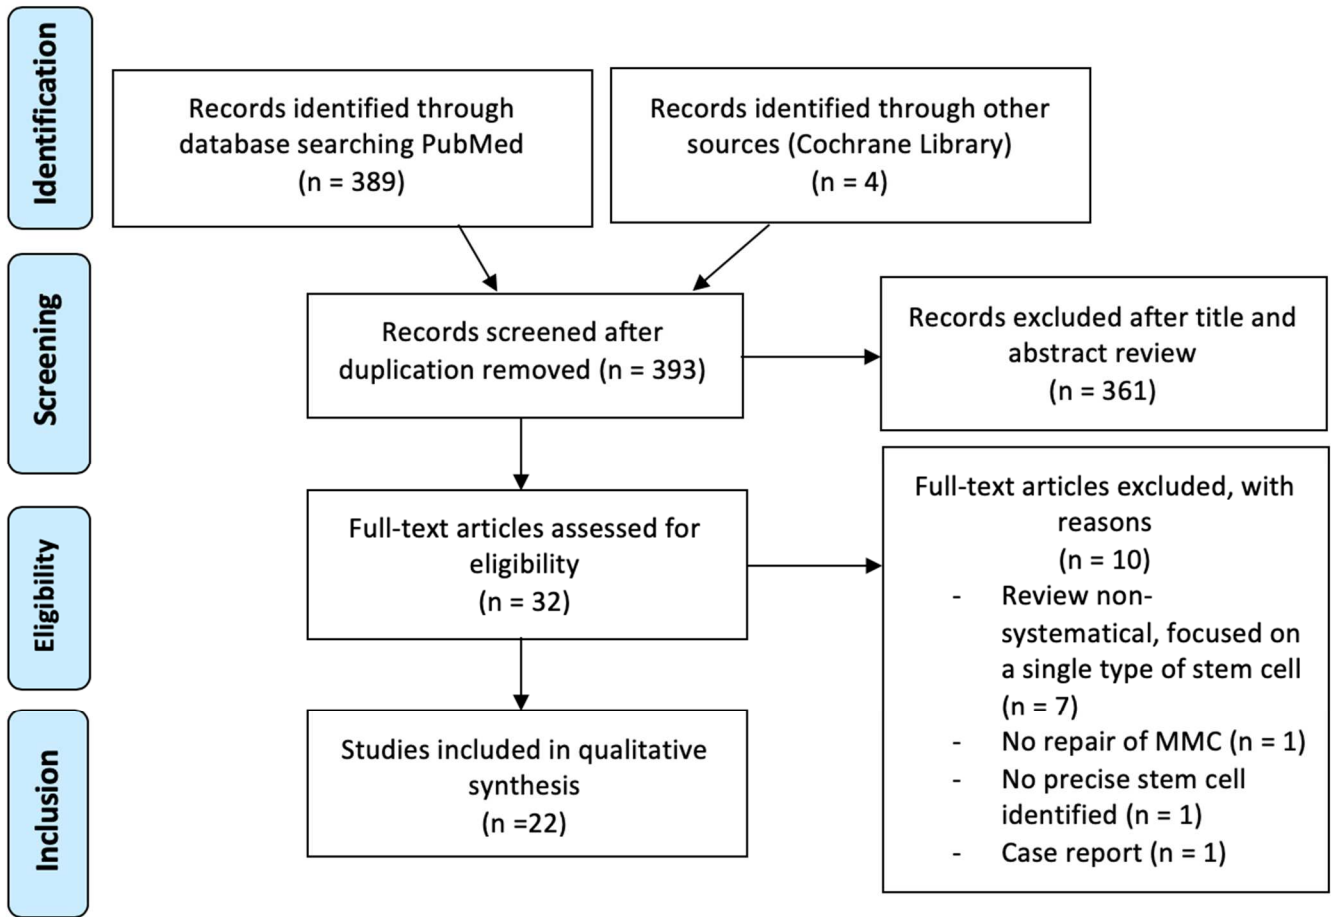 Identification
Records identified through
database searching PubMed
(n = 389)
Records identified through other
sources (Cochrane Library)
(n = 4)
Screening
Records screened after
duplication removed (n = 393)
Records excluded after title and
abstract review
(n = 361)
Eligibility
Full-text articles assessed for
eligibility
(n = 32)
Full-text articles excluded, with
reasons
(n = 10)
- Review non-
systematical, focused on
a single type of stem cell
(n = 7)
- No repair of MMC (n = 1)
- No precise stem cell
identified (n = 1)
- Case report (n = 1)
Inclusion
Studies included in qualitative
synthesis
(n =22)